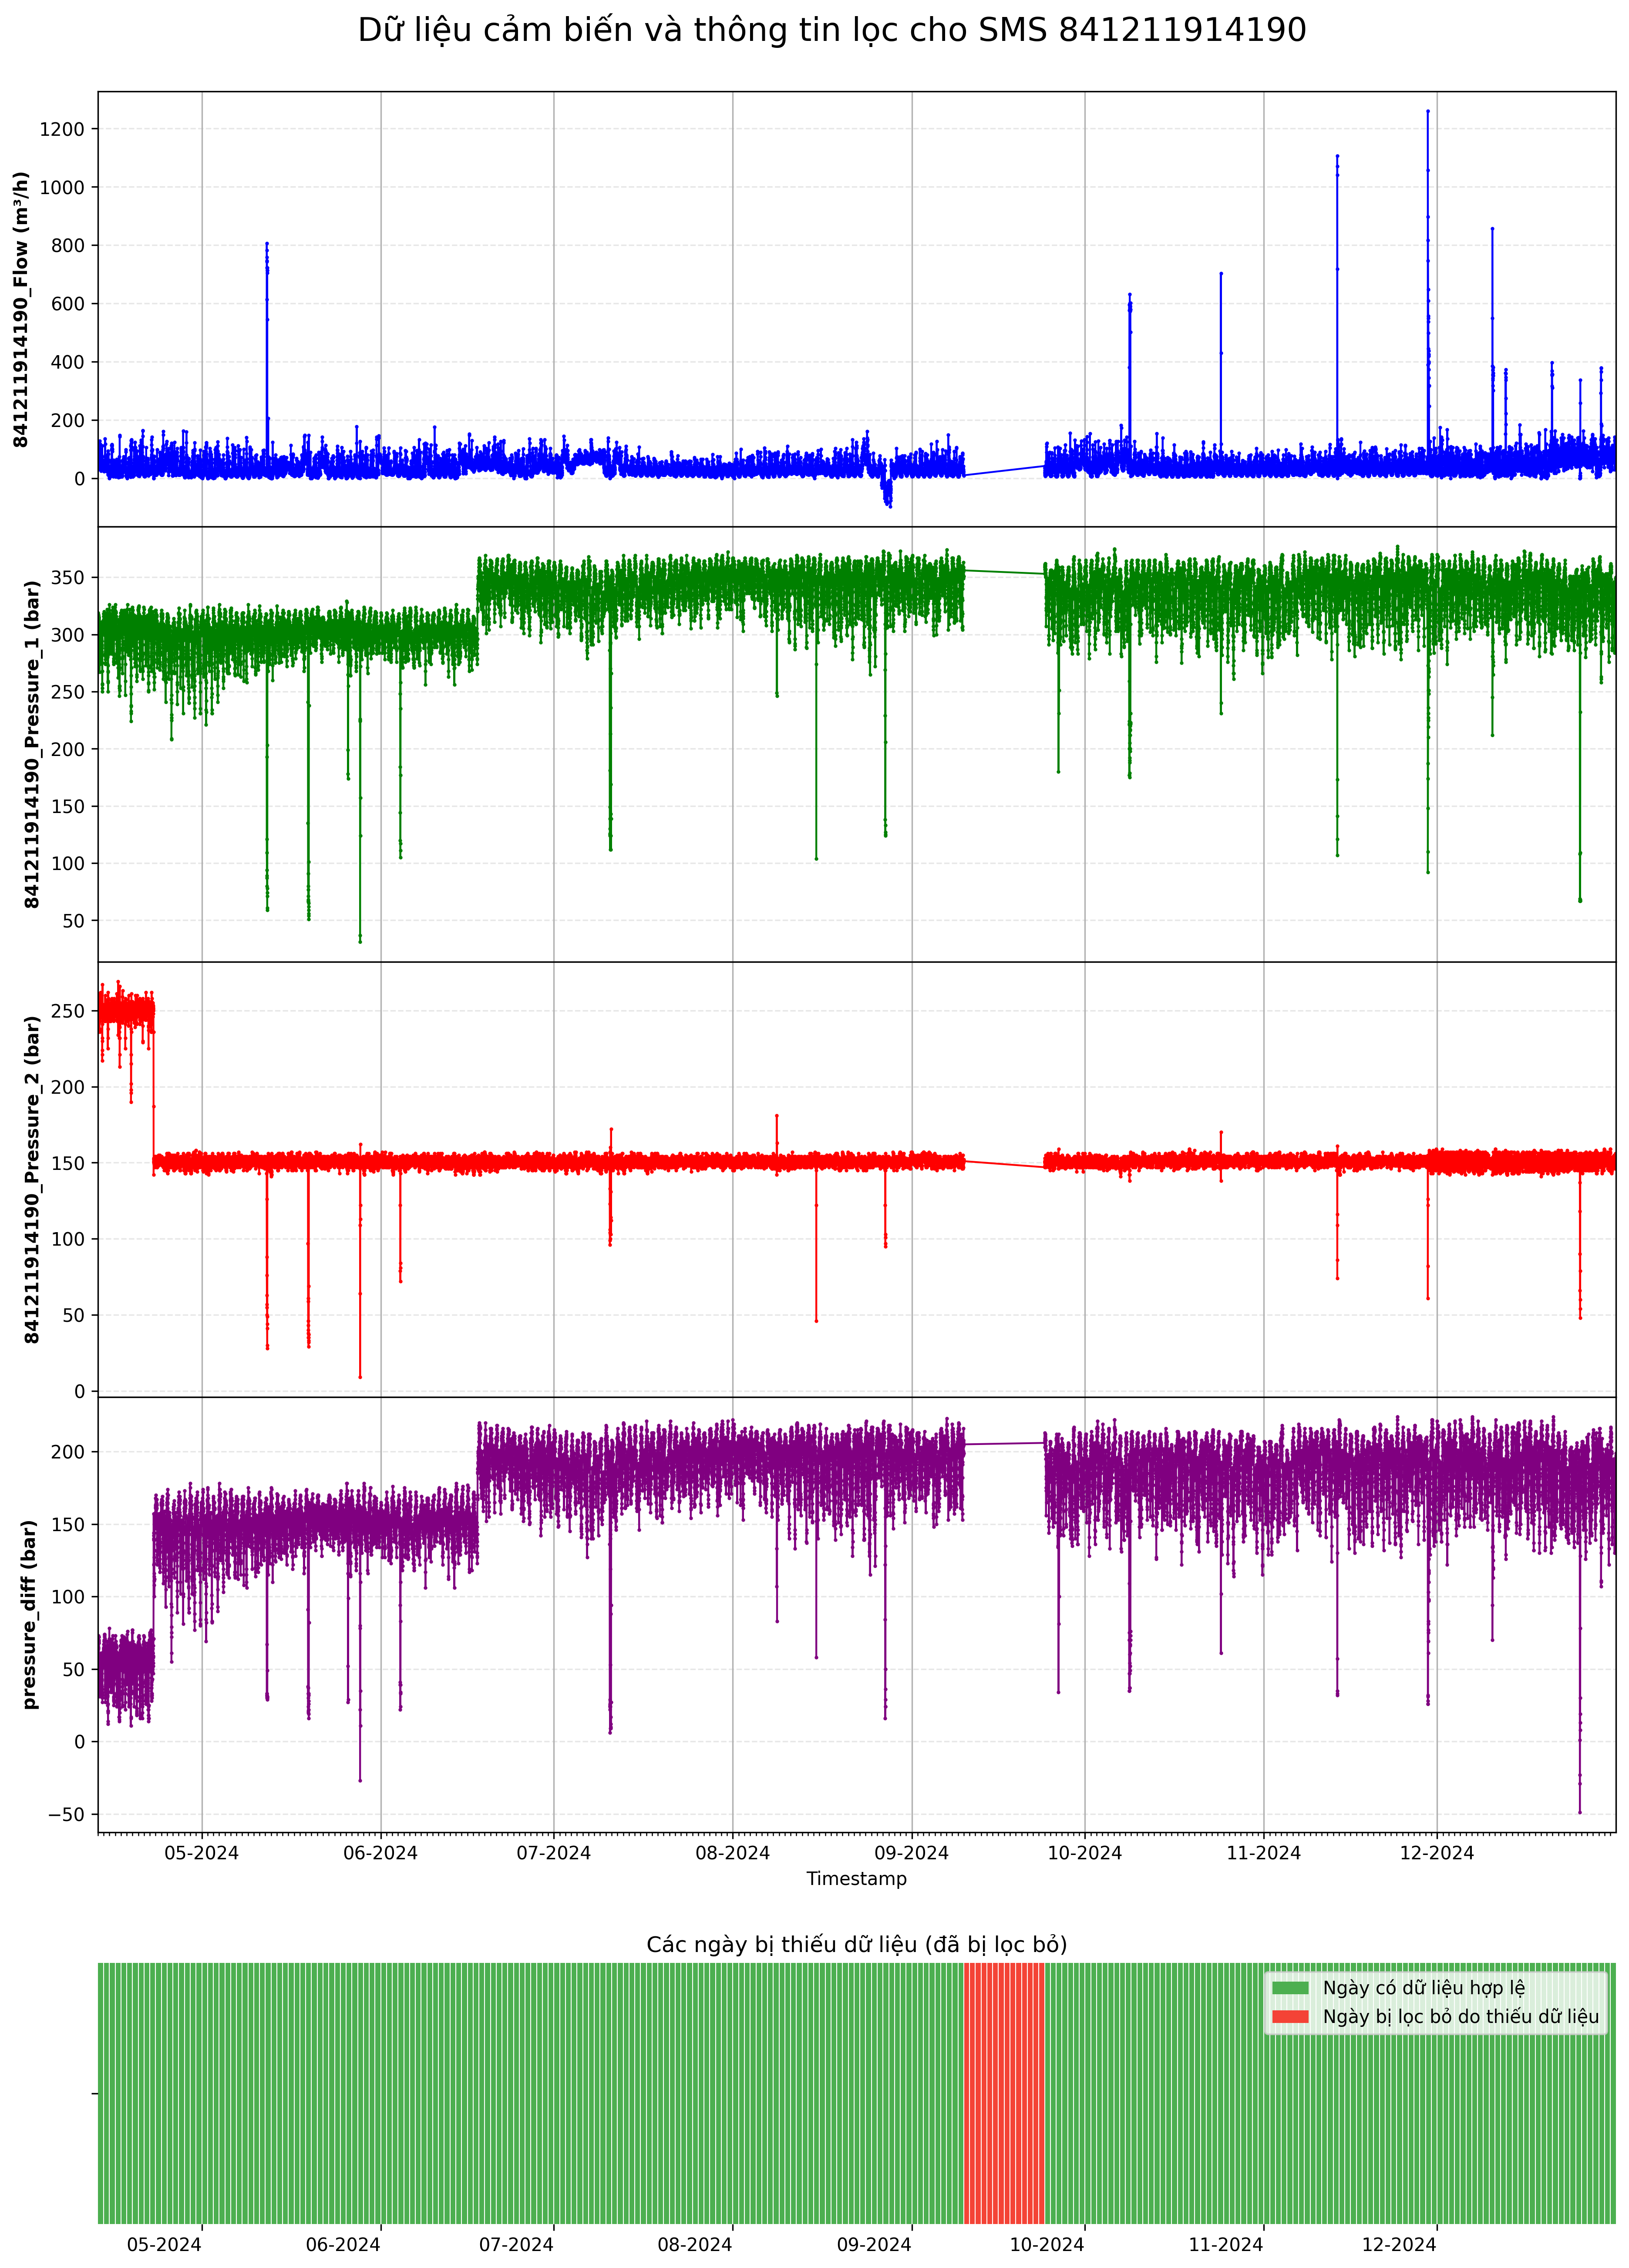 Dữ liệu cảm biến và thông tin lọc cho SMS 841211914190
841211914190_Flow (m³/h)
1200
1000
800
600
400
200
0
841211914190_Pressure_1 (bar)
350
300
250
200
150
100
50
841211914190_Pressure_2 (bar)
250
200
150
100
50
0
pressure_diff (bar)
200
150
100
50
0
−50
05-2024 06-2024 07-2024 08-2024 09-2024 10-2024 11-2024 12-2024
Timestamp
Các ngày bị thiếu dữ liệu (đã bị lọc bỏ)
Ngày có dữ liệu hợp lệ
Ngày bị lọc bỏ do thiếu dữ liệu
05-2024 06-2024 07-2024 08-2024 09-2024 10-2024 11-2024 12-2024